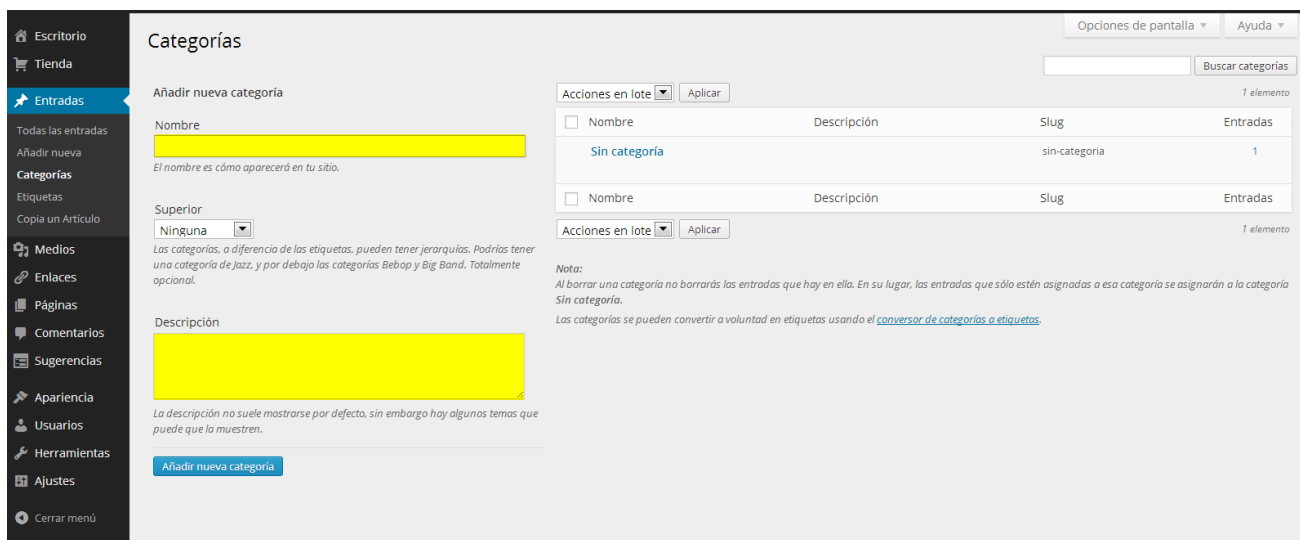 Escritorio
Tienda
Entradas
Todas las entradas
Añadir nueva
Categorías
Etiquetas
Copia un Artículo
Medios
Enlaces
Páginas
Comentarios
Sugerencias
Apariencia
Usuarios
Herramientas
Ajustes
Cerrar menú
Opciones de pantalla
Ayuda
Categorías
Buscar categorías
Añadir nueva categoría
Nombre
El nombre es cómo aparecerá en tu sitio.
Superior
Ninguna
Las categorías, a diferencia de las etiquetas, pueden tener jerarquías. Podrías tener
una categoría de Jazz, y por debajo las categorías Bebop y Big Band. Totalmente
opcional.
Descripción
La descripción no suele mostrarse por defecto, sin embargo hay algunos temas que
puede que la muestren.
Añadir nueva categoría
Acciones en lote Aplicar 1 elemento
Nombre Descripción Slug Entradas
Sin categoría sin-categoria 1
Nombre Descripción Slug Entradas
Acciones en lote Aplicar 1 elemento
Nota:
Al borrar una categoría no borrarás las entradas que hay en ella. En su lugar, las entradas que sólo estén asignadas a esa categoría se asignarán a la categoría
Sin categoría.
Las categorías se pueden convertir a voluntad en etiquetas usando el conversor de categorías a etiquetas.